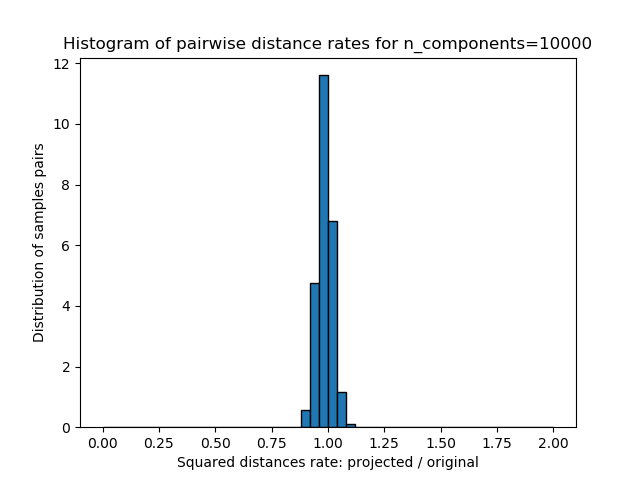 Histogram of pairwise distance rates for n_components=10000
Distribution of samples pairs
12
10
8
6
4
2
0
0.00 0.25 0.50 0.75 1.00 1.25 1.50 1.75 2.00
Squared distances rate: projected / original